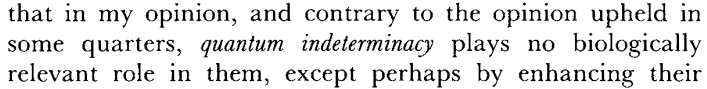 that in my opinion, and contrary to the opinion upheld in
some quarters, quantum indeterminacy plays no biologically
relevant role in them, except perhaps by enhancing their